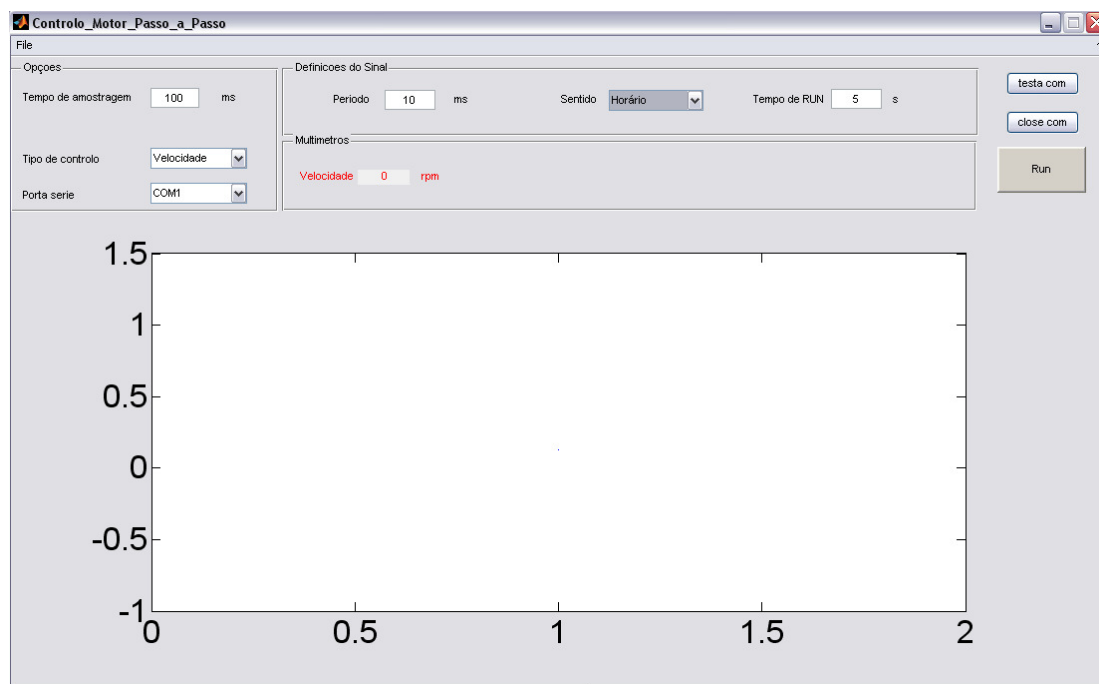 Controlo_Motor_Passo_a_Passo
File
Opçoes
Tempo de amostragem 100 ms
Tipo de controlo Velocidade
Porta serie COM1
Definicoes do Sinal
Periodo 10 ms Sentido Horário Tempo de RUN 5 s
Multimetros
Velocidade 0 rpm
testa com
close com
Run
1.5
1
0.5
0
-0.5
-1
0 0.5 1 1.5 2